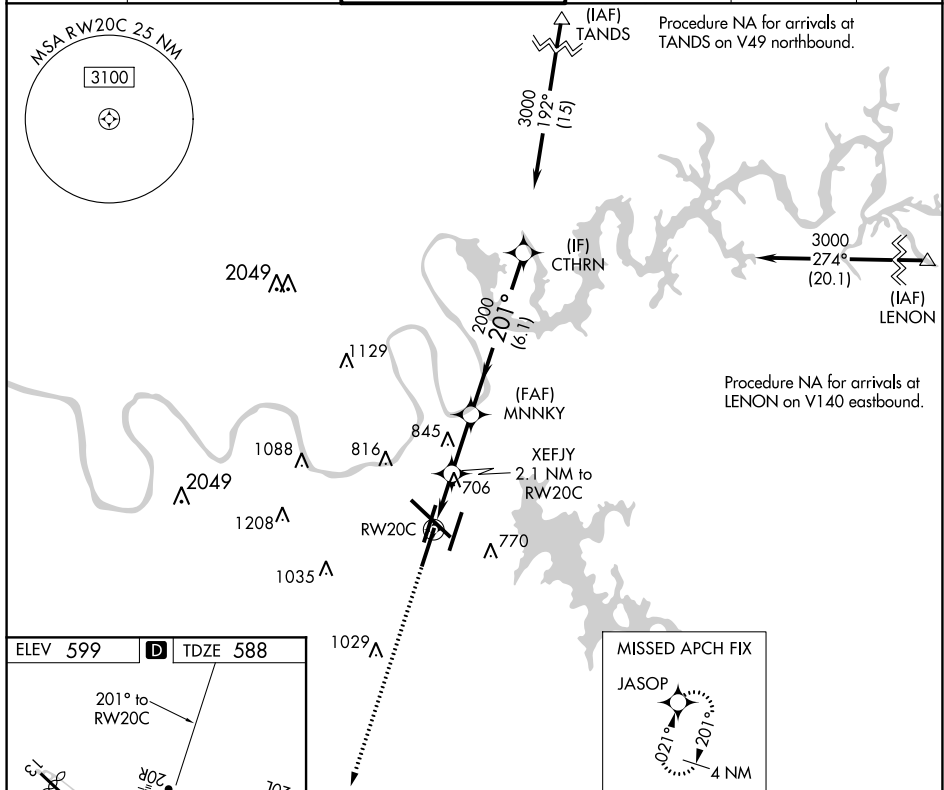 MSA RW20C 25 NM
3100
(IAF)
TANDS
Procedure NA for arrivals at
TANDS on V49 northbound.
3000
192°
(15)
(IF)
CTHRN
3000
274°
(20.1)
(IAF)
LENON
2049
2000
201°
(6.1)
1129
Procedure NA for arrivals at
LENON on V140 eastbound.
(FAF)
MNNKY
845
1088
816
XEFJY
2.1 NM to
RW20C
706
2049
1208
RW20C
770
1035
1029
ELEV 599
D
TDZE 588
201° to
RW20C
13
20R
20L
MISSED APCH FIX
JASOP
021°
201°
4 NM